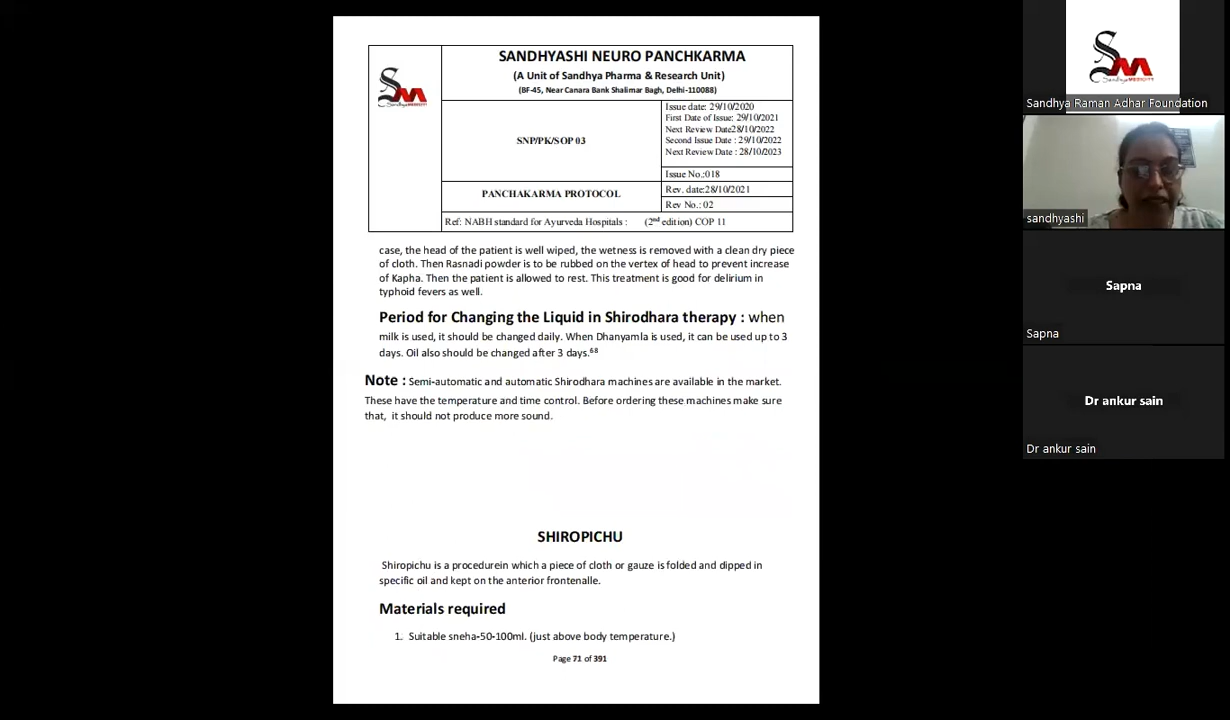 SANDHYASHI NEURO PANCHKARMA
(A Unit of Sandhya Pharma & Research Unit)
(BF-45, Near Canara Bank Shalimar Bagh, Delhi-110088)
SNP/PK/SOP 03
Issue date: 29/10/2020
First Date of Issue: 29/10/2021
Next Review Date28/10/2022
Second Issue Date : 29/10/2022
Next Review Date : 28/10/2023
Issue No.:018
PANCHAKARMA PROTOCOL
Rev. date:28/10/2021
Rev No.: 02
Ref: NABH standard for Ayurveda Hospitals : (2nd edition) COP 11
case, the head of the patient is well wiped, the wetness is removed with a clean dry piece
of cloth. Then Rasnadi powder is to be rubbed on the vertex of head to prevent increase
of Kapha. Then the patient is allowed to rest. This treatment is good for delirium in
typhoid fevers as well.
Period for Changing the Liquid in Shirodhara therapy : when
milk is used, it should be changed daily. When Dhanyamla is used, it can be used up to 3
days. Oil also should be changed after 3 days.68
Note : Semi-automatic and automatic Shirodhara machines are available in the market.
These have the temperature and time control. Before ordering these machines make sure
that, it should not produce more sound.
SHIROPICHU
Shiropichu is a procedurein which a piece of cloth or gauze is folded and dipped in
specific oil and kept on the anterior frontenalle.
Materials required
1. Suitable sneha-50-100ml. (just above body temperature.)
Page 71 of 391
Sandhya Raman Adhar Foundation
sandhyashi
Sapna
Sapna
Dr ankur sain
Dr ankur sain